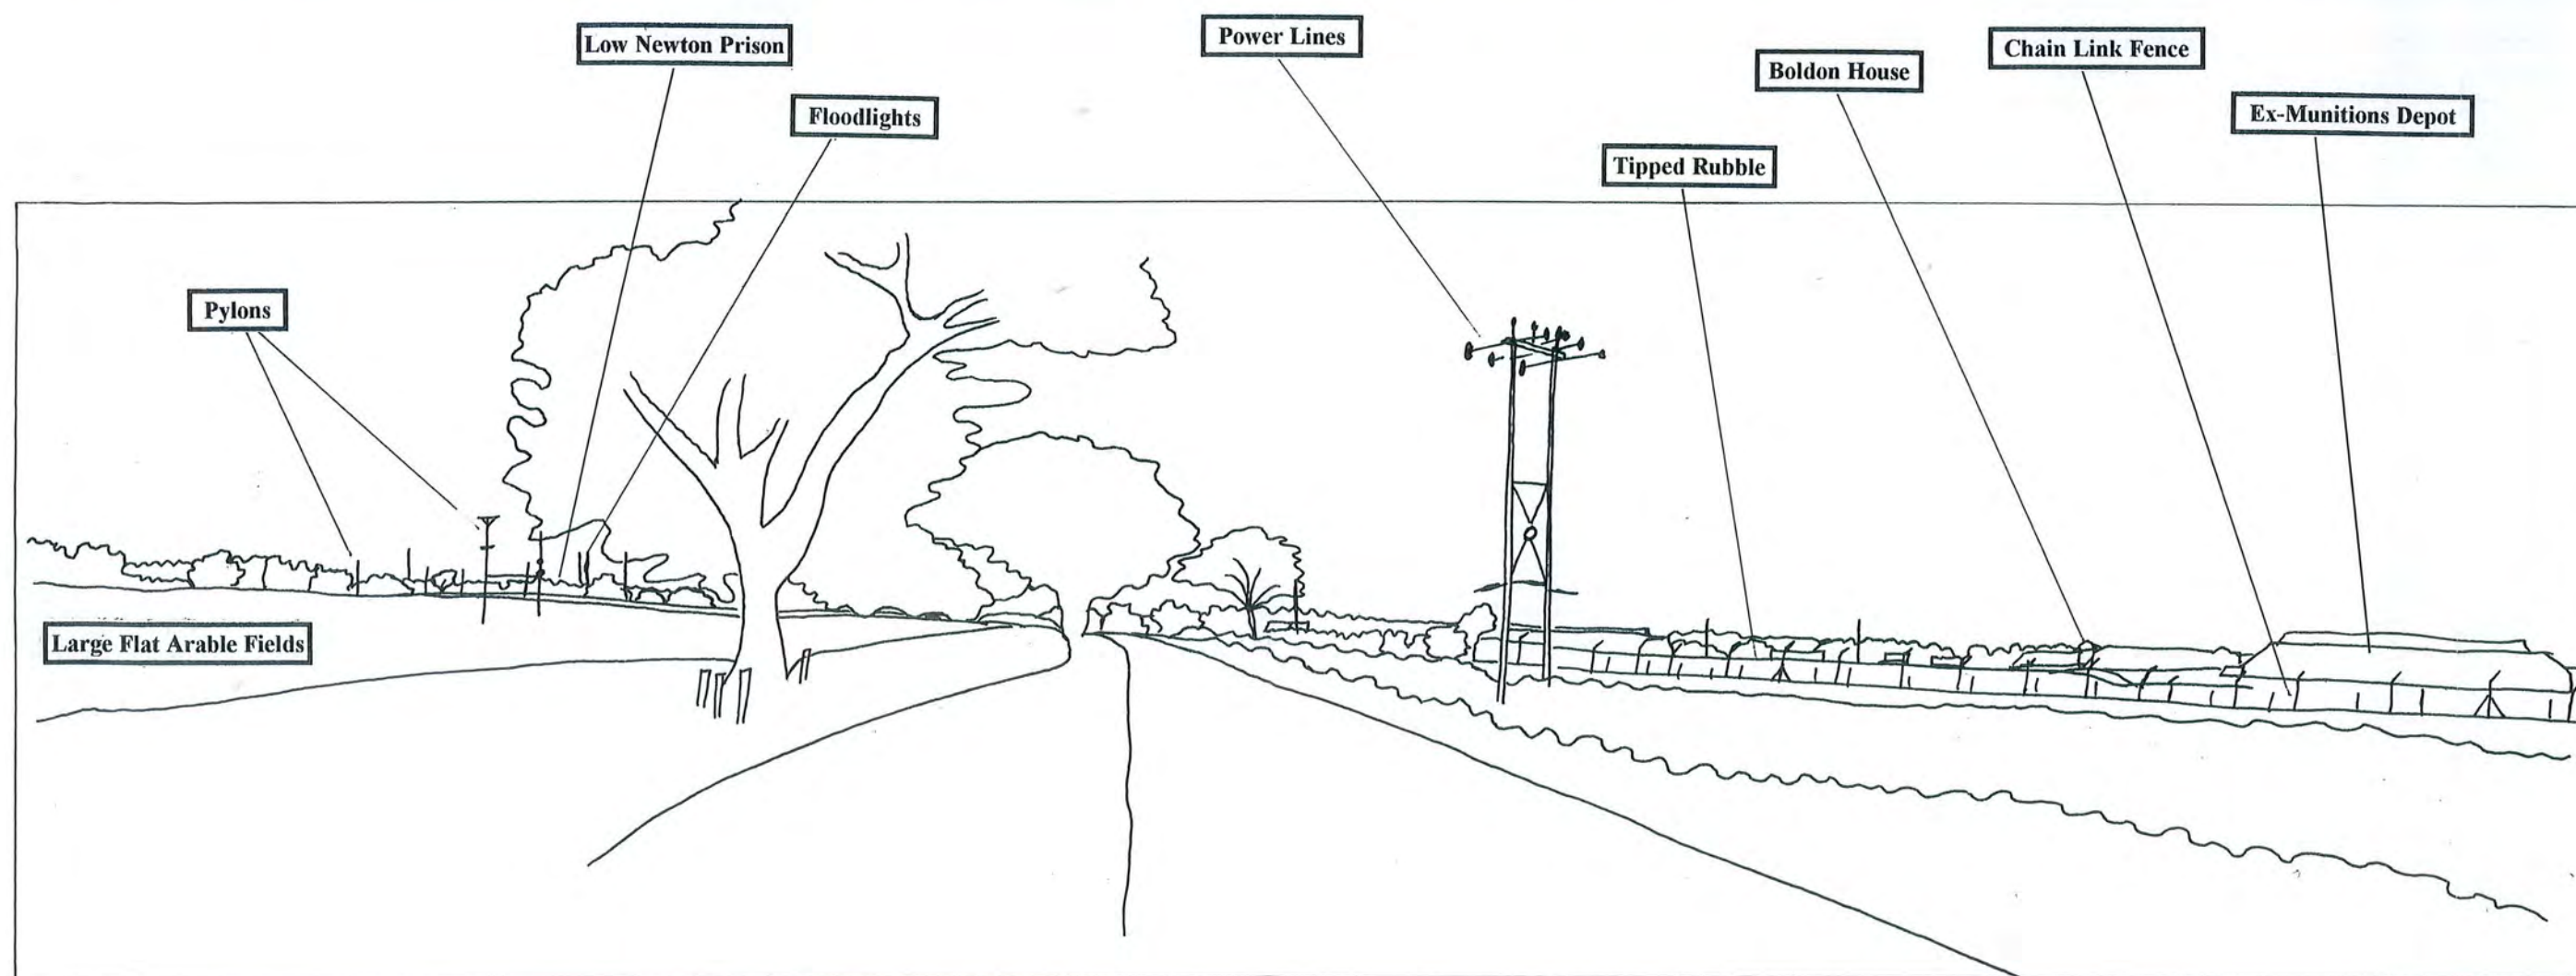 Low Newton Prison
Power Lines
Chain Link Fence
Boldon House
Floodlights
Ex-Munitions Depot
Tipped Rubble
Pylons
Large Flat Arable Fields